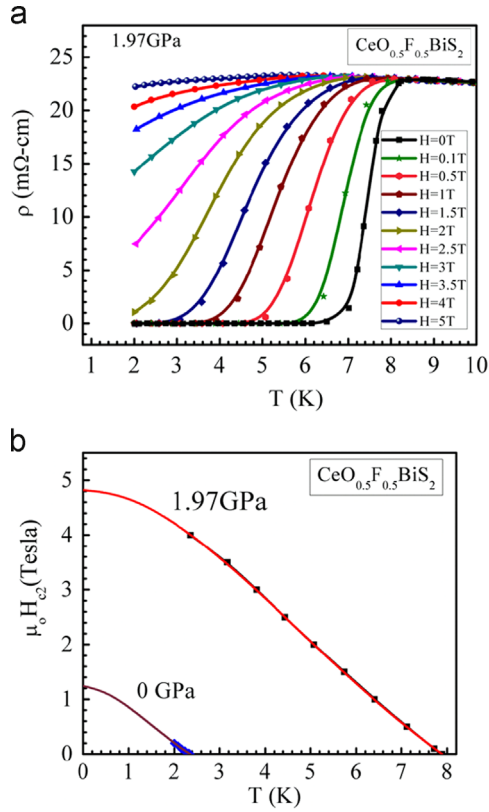 a
1.97GPa
CeO0.5F0.5BiS2
25
20
15
10
5
0
ρ (mΩ-cm)
H=0T
H=0.1T
H=0.5T
H=1T
H=1.5T
H=2T
H=2.5T
H=3T
H=3.5T
H=4T
H=5T
1 2 3 4 5 6 7 8 9 10
T (K)
b
CeO0.5F0.5BiS2
5
4
3
2
1
0
μoHc2(Tesla)
1.97GPa
0 GPa
0 1 2 3 4 5 6 7 8
T (K)